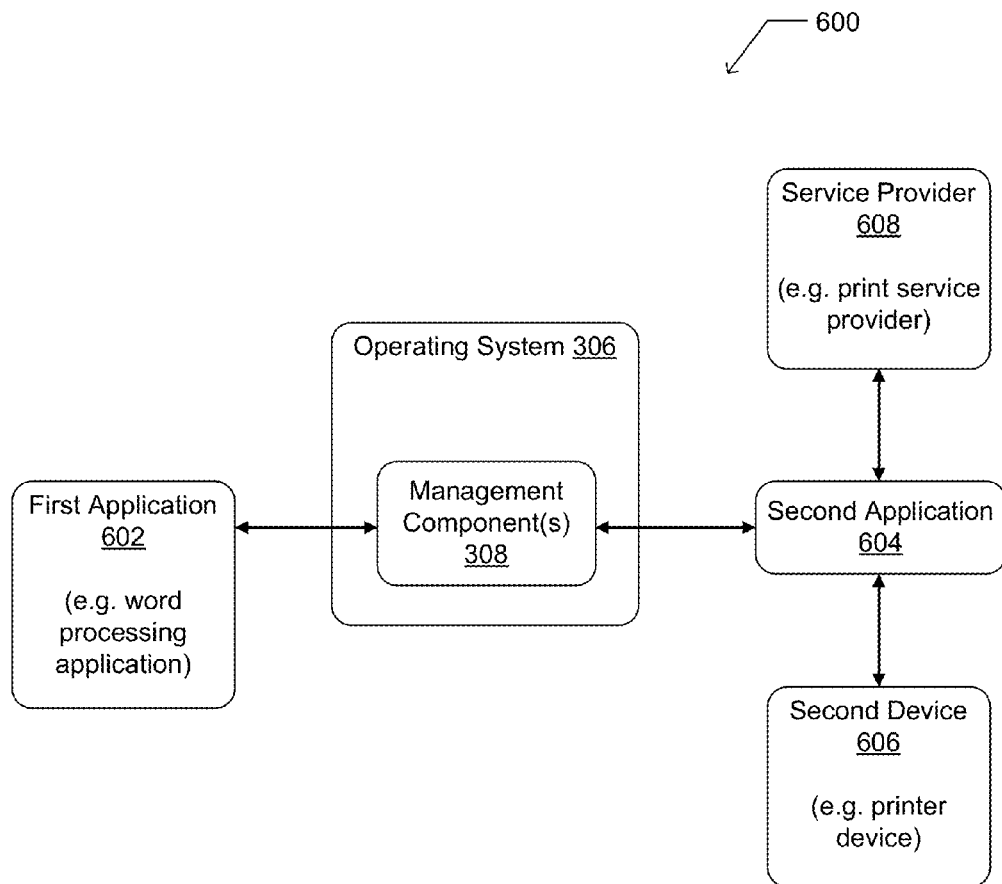 600
Service Provider
608
(e.g. print service
provider)
Operating System 306
Management
Component(s)
308
First Application
602
(e.g. word
processing
application)
Second Application
604
Second Device
606
(e.g. printer
device)